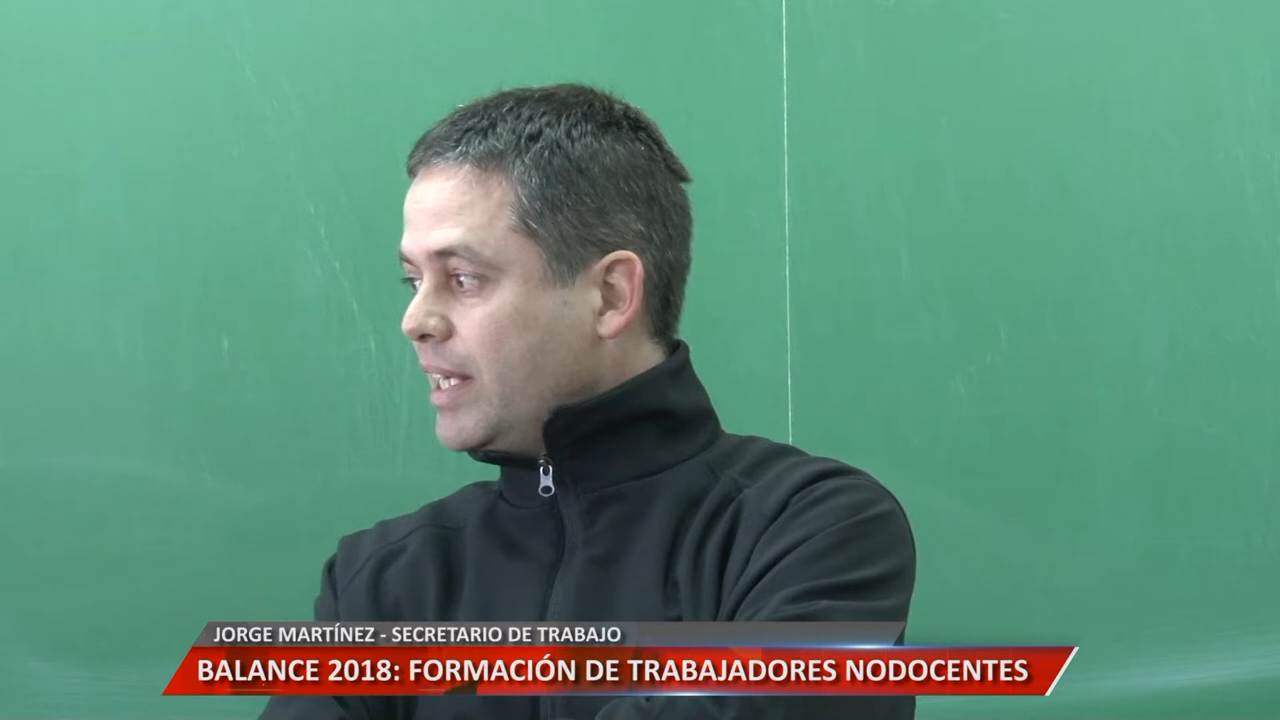 JORGE MARTÍNEZ - SECRETARIO DE TRABAJO
BALANCE 2018: FORMACIÓN DE TRABAJADORES NODOCENTES